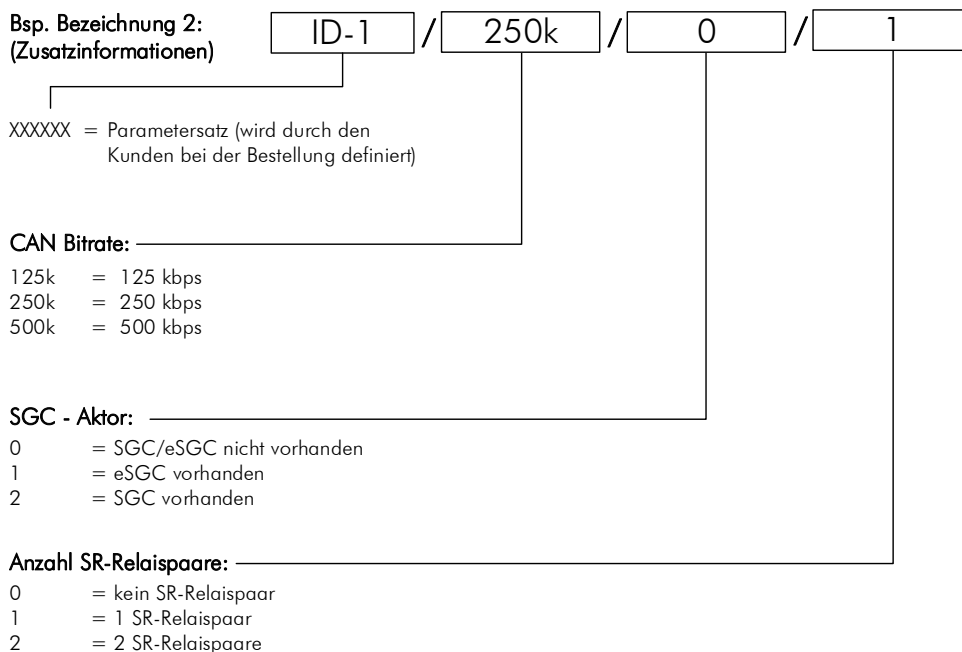 Bsp. Bezeichnung 2:
(Zusatzinformationen)
ID-1 / 250k / 0 / 1
XXXXXX = Parametersatz (wird durch den
Kunden bei der Bestellung definiert)
CAN Bitrate:
125k = 125 kbps
250k = 250 kbps
500k = 500 kbps
SGC - Aktor:
0 = SGC/eSGC nicht vorhanden
1 = eSGC vorhanden
2 = SGC vorhanden
Anzahl SR-Relaispaare:
0 = kein SR-Relaispaar
1 = 1 SR-Relaispaar
2 = 2 SR-Relaispaare